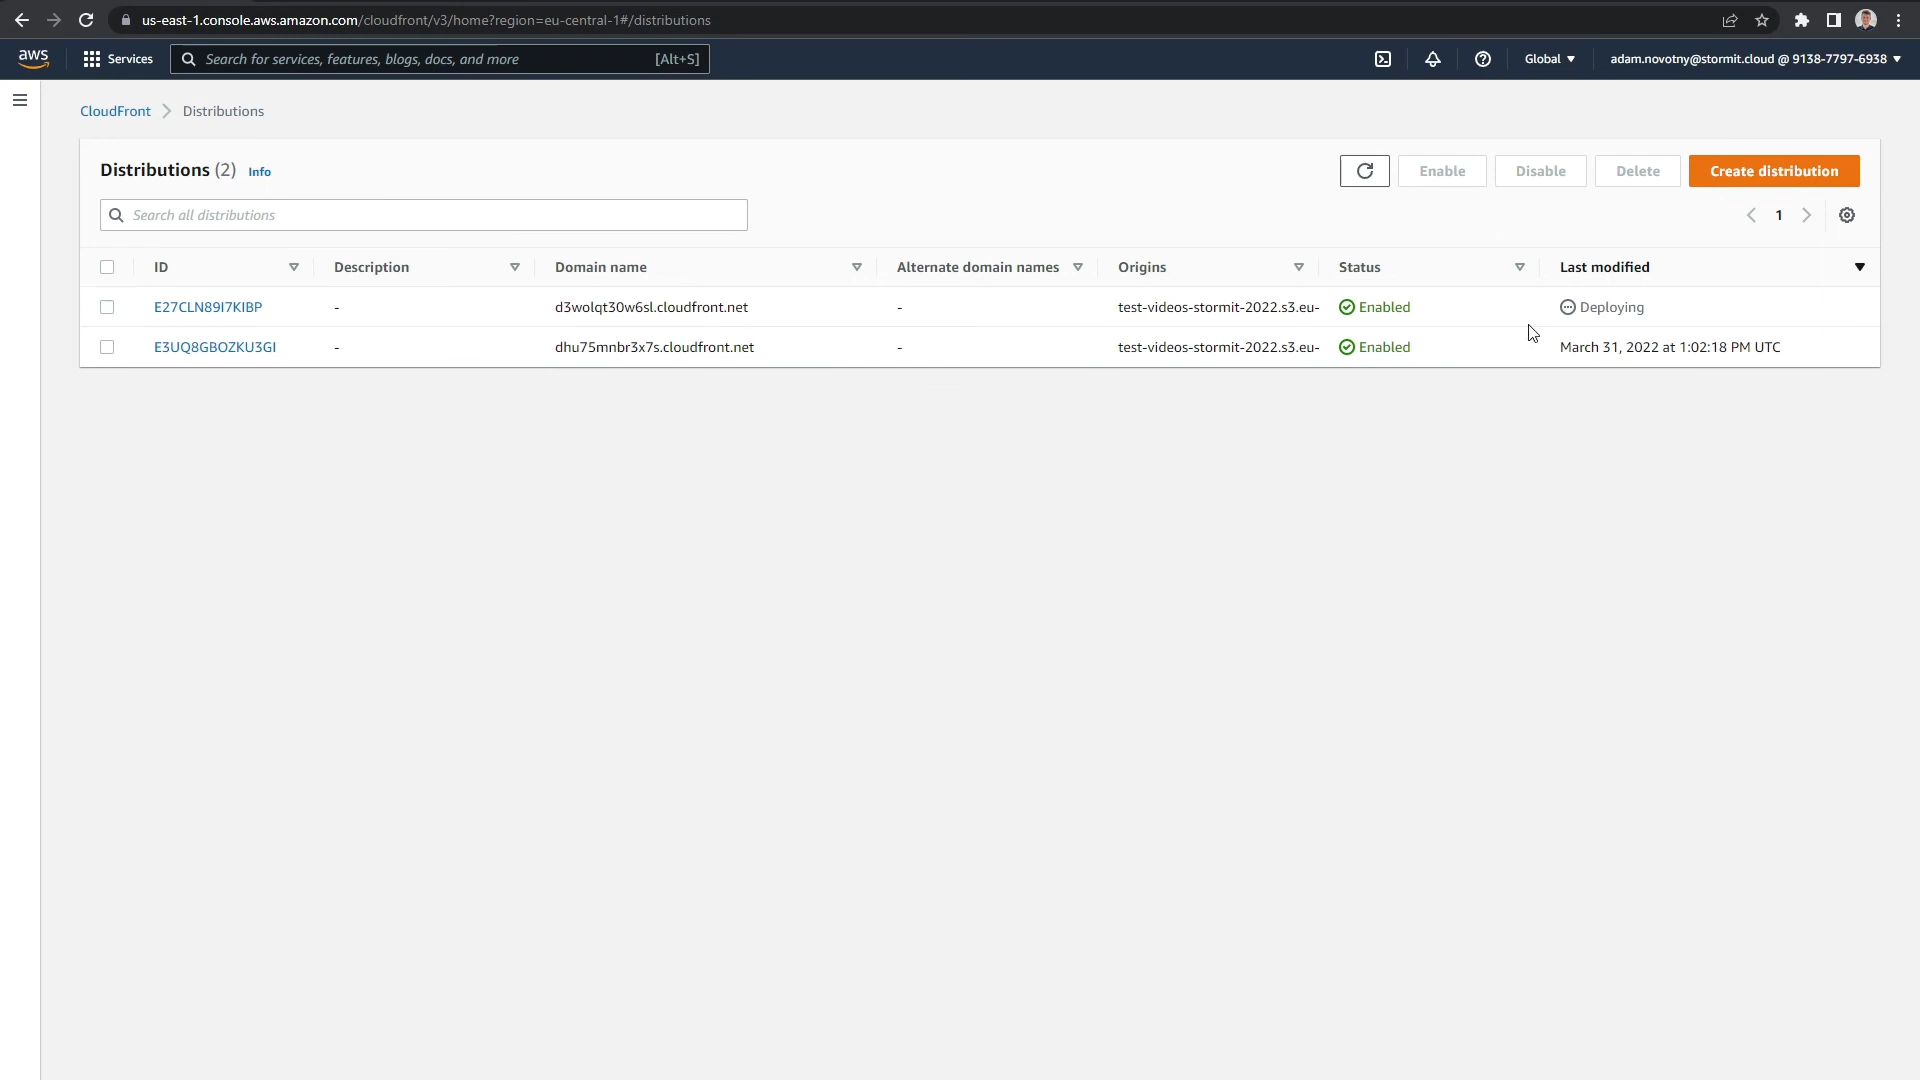 us-east-1.console.aws.amazon.com/cloudfront/v3/home?region=eu-central-1#/distributions
aws Services Search for services, features, blogs, docs, and more [Alt+S] Global adam.novotny@stormit.cloud @ 9138-7797-6938
CloudFront Distributions
Distributions (2) Info Enable Disable Delete Create distribution
Search all distributions 1
ID Description Domain name Alternate domain names Origins Status Last modified
E27CLN89I7KIBP - d3wolqt30w6sl.cloudfront.net - test-videos-stormit-2022.s3.eu- Enabled Deploying
E3UQ8GBOZKU3GI - dhu75mnbr3x7s.cloudfront.net - test-videos-stormit-2022.s3.eu- Enabled March 31, 2022 at 1:02:18 PM UTC